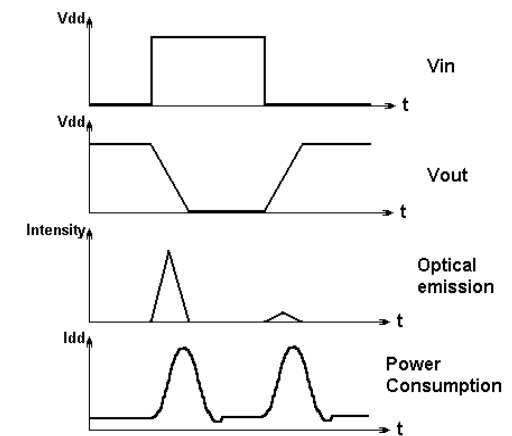 Vdd
Vin
t
Vdd
Vout
t
Intensity
Optical
emission
t
Idd
Power
Consumption
t